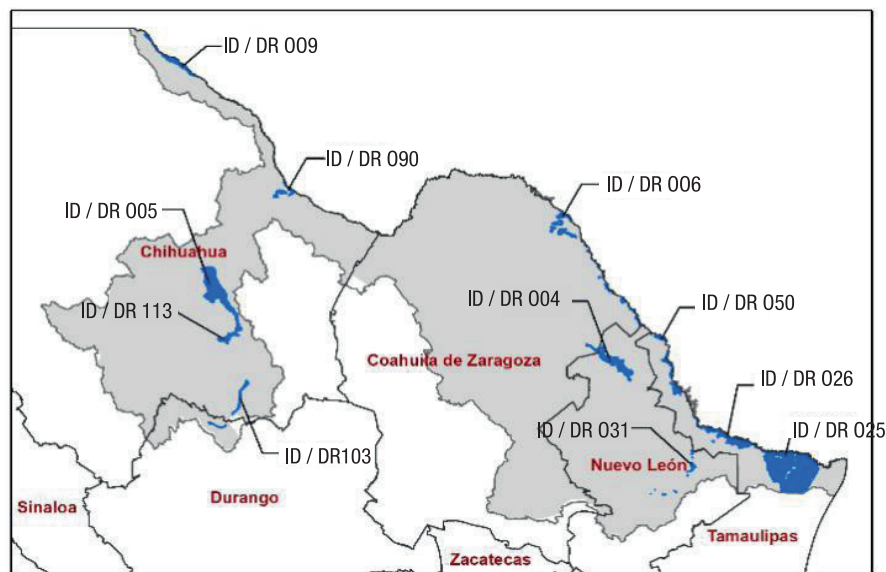 ID / DR 009
ID / DR 090
ID / DR 006
ID / DR 005
Chihuahua
ID / DR 004
ID / DR 050
ID / DR 113
Coahuila de Zaragoza
ID / DR 026
ID / DR 031
ID / DR 025
ID / DR103
Nuevo León
Durango
Sinaloa
Tamaulipas
Zacatecas